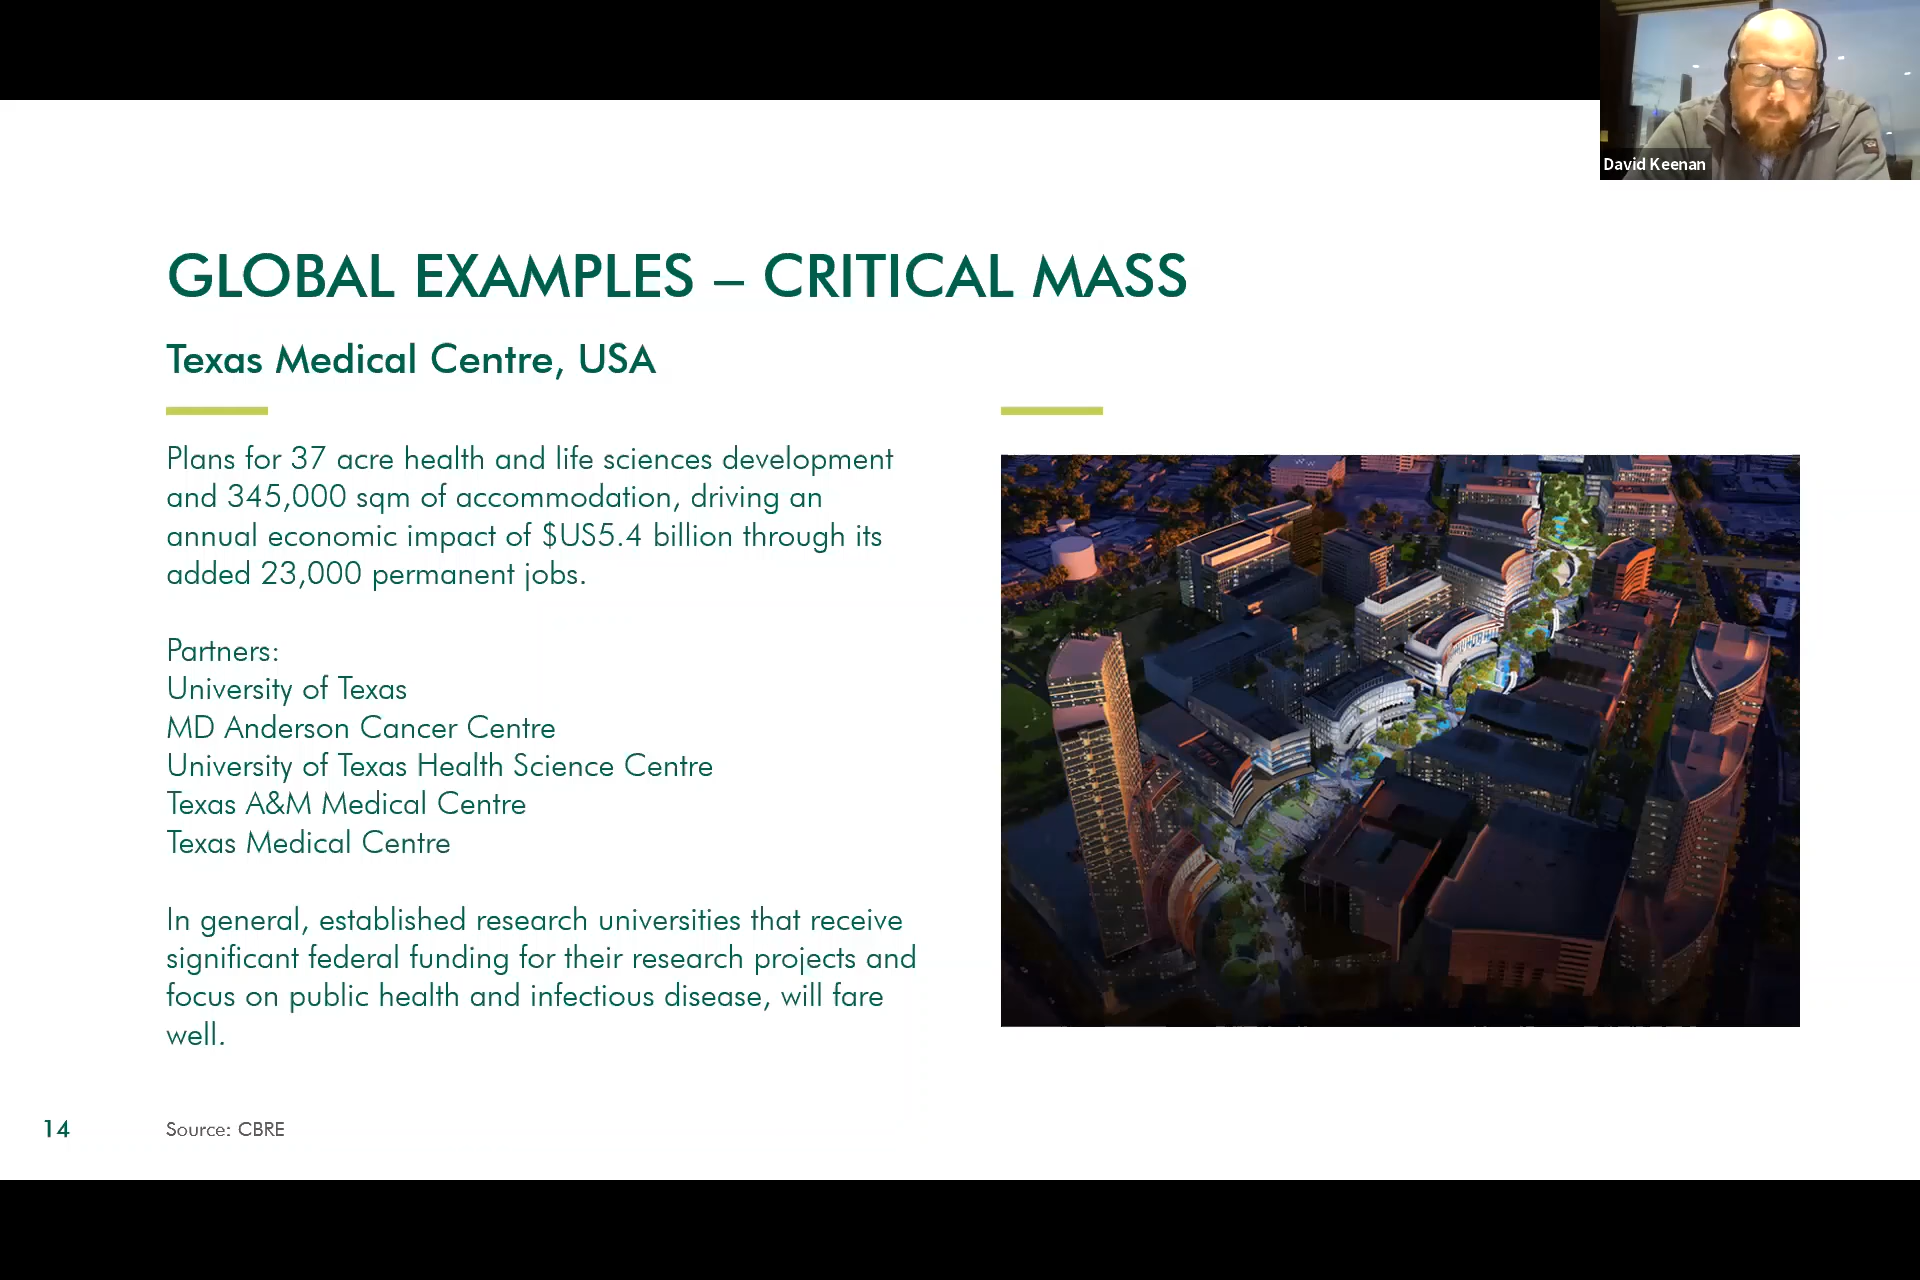 David Keenan
GLOBAL EXAMPLES – CRITICAL MASS
Texas Medical Centre, USA
Plans for 37 acre health and life sciences development
and 345,000 sqm of accommodation, driving an
annual economic impact of $US5.4 billion through its
added 23,000 permanent jobs.
Partners:
University of Texas
MD Anderson Cancer Centre
University of Texas Health Science Centre
Texas A&M Medical Centre
Texas Medical Centre
In general, established research universities that receive
significant federal funding for their research projects and
focus on public health and infectious disease, will fare
well.
14
Source: CBRE